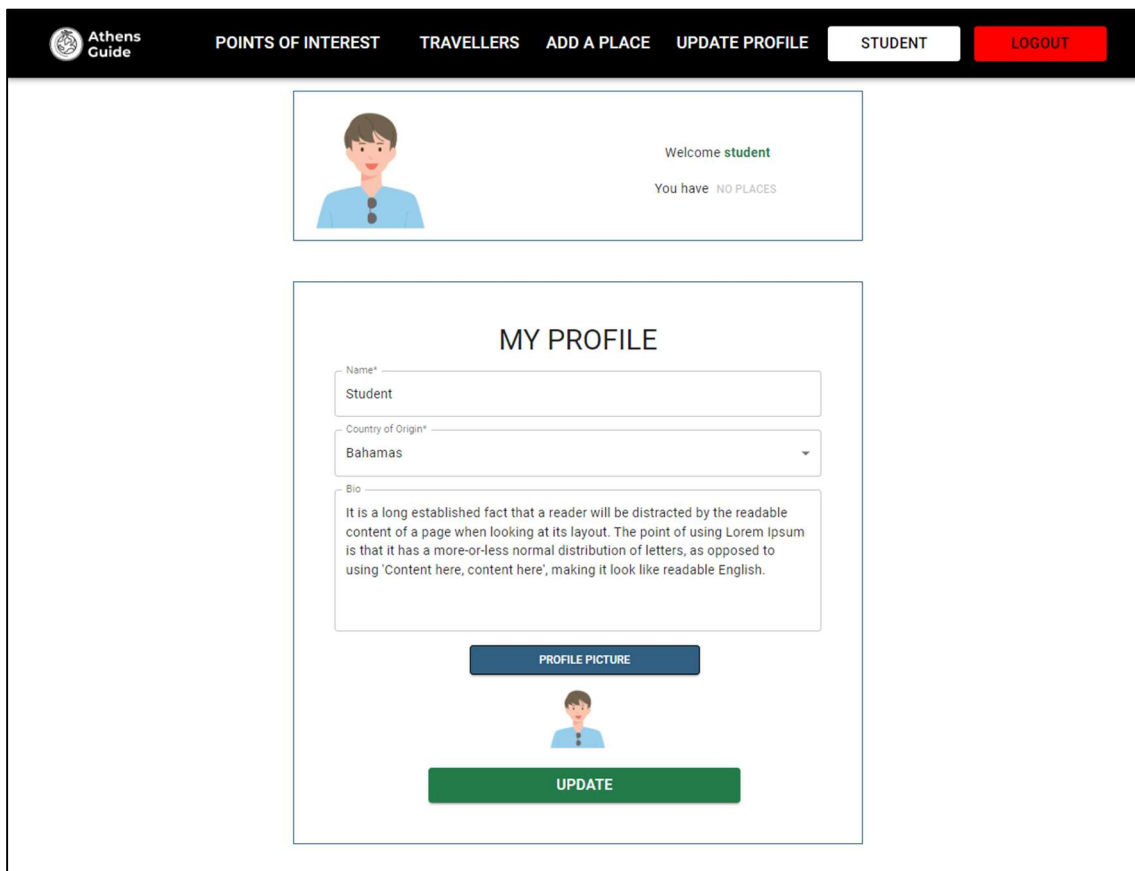 Athens
Guide
POINTS OF INTEREST
TRAVELLERS
ADD A PLACE
UPDATE PROFILE
STUDENT
LOGOUT
Welcome student
You have NO PLACES
MY PROFILE
Name*
Student
Country of Origin*
Bahamas
Bio
It is a long established fact that a reader will be distracted by the readable
content of a page when looking at its layout. The point of using Lorem Ipsum
is that it has a more-or-less normal distribution of letters, as opposed to
using 'Content here, content here', making it look like readable English.
PROFILE PICTURE
UPDATE